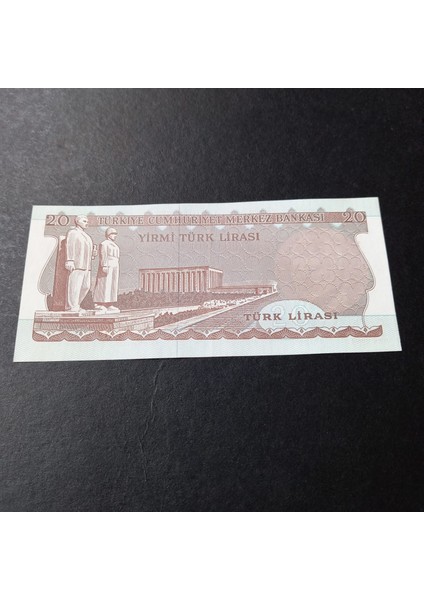 20 TÜRKİYE CUMHURİYET MERKEZ BANKASI 20
YİRMİ TÜRK LİRASI
TÜRK LİRASI